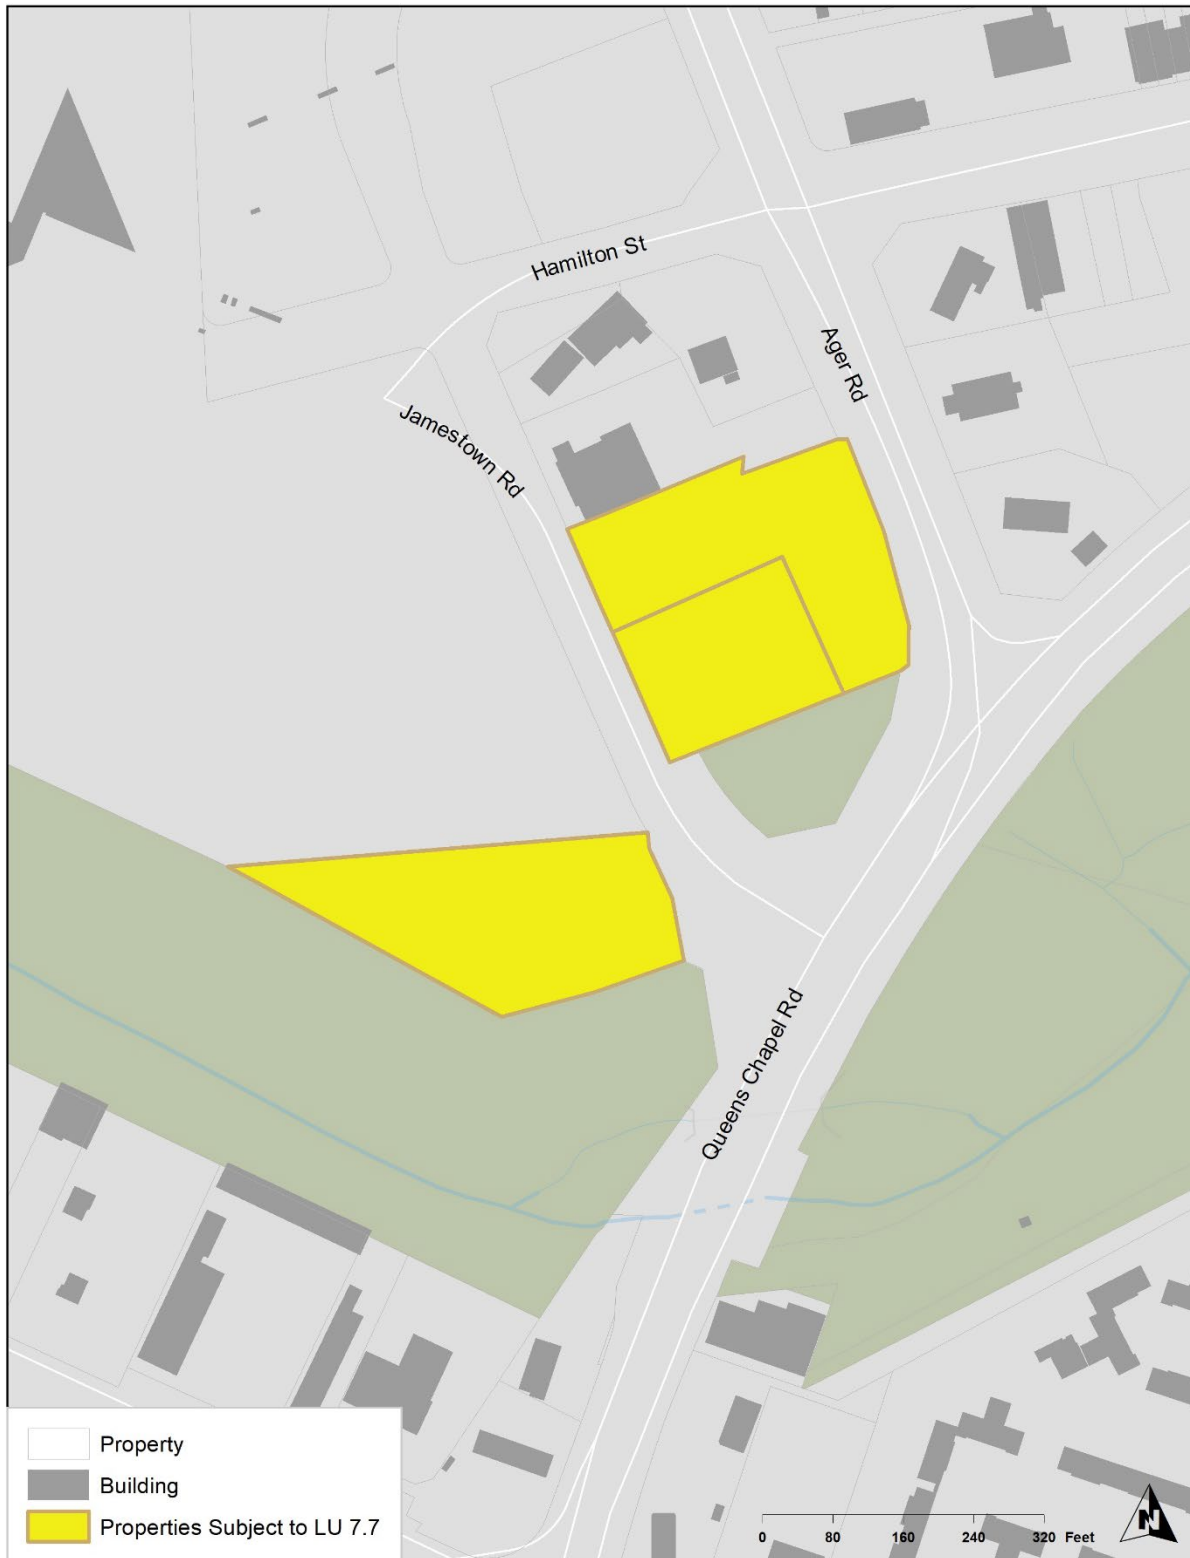 Hamilton St
Ager Rd
Jamestown Rd
Queens Chapel Rd
Property
Building
Properties Subject to LU 7.7
0 80 160 240 320 Feet
N